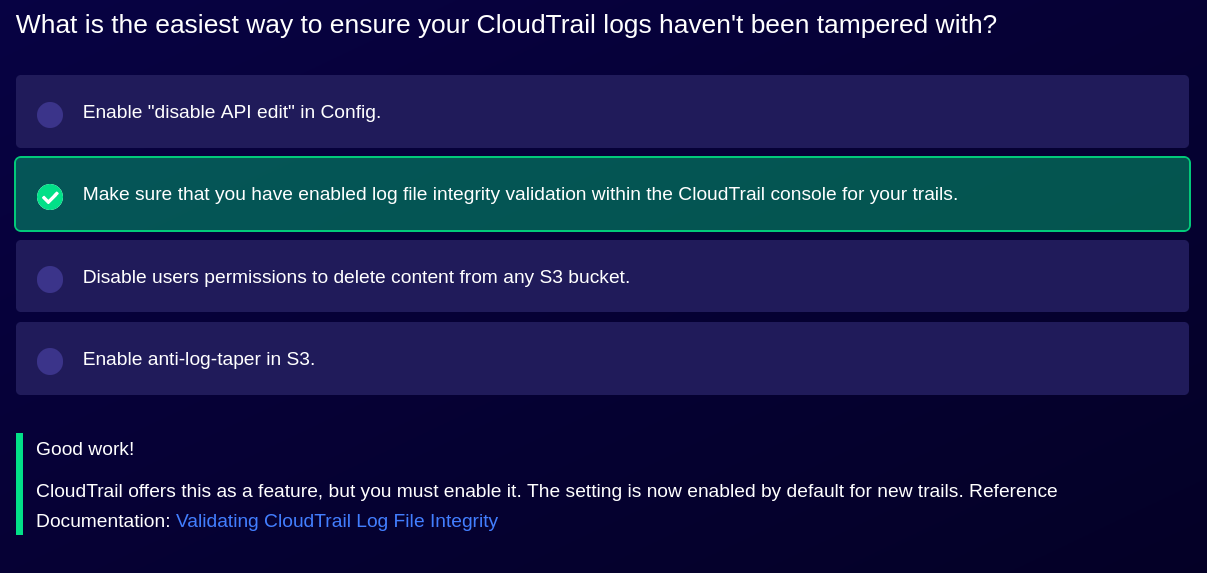 What is the easiest way to ensure your CloudTrail logs haven't been tampered with?
Enable "disable API edit" in Config.
Make sure that you have enabled log file integrity validation within the CloudTrail console for your trails.
Disable users permissions to delete content from any S3 bucket.
Enable anti-log-taper in S3.
Good work!
CloudTrail offers this as a feature, but you must enable it. The setting is now enabled by default for new trails. Reference
Documentation: Validating CloudTrail Log File Integrity